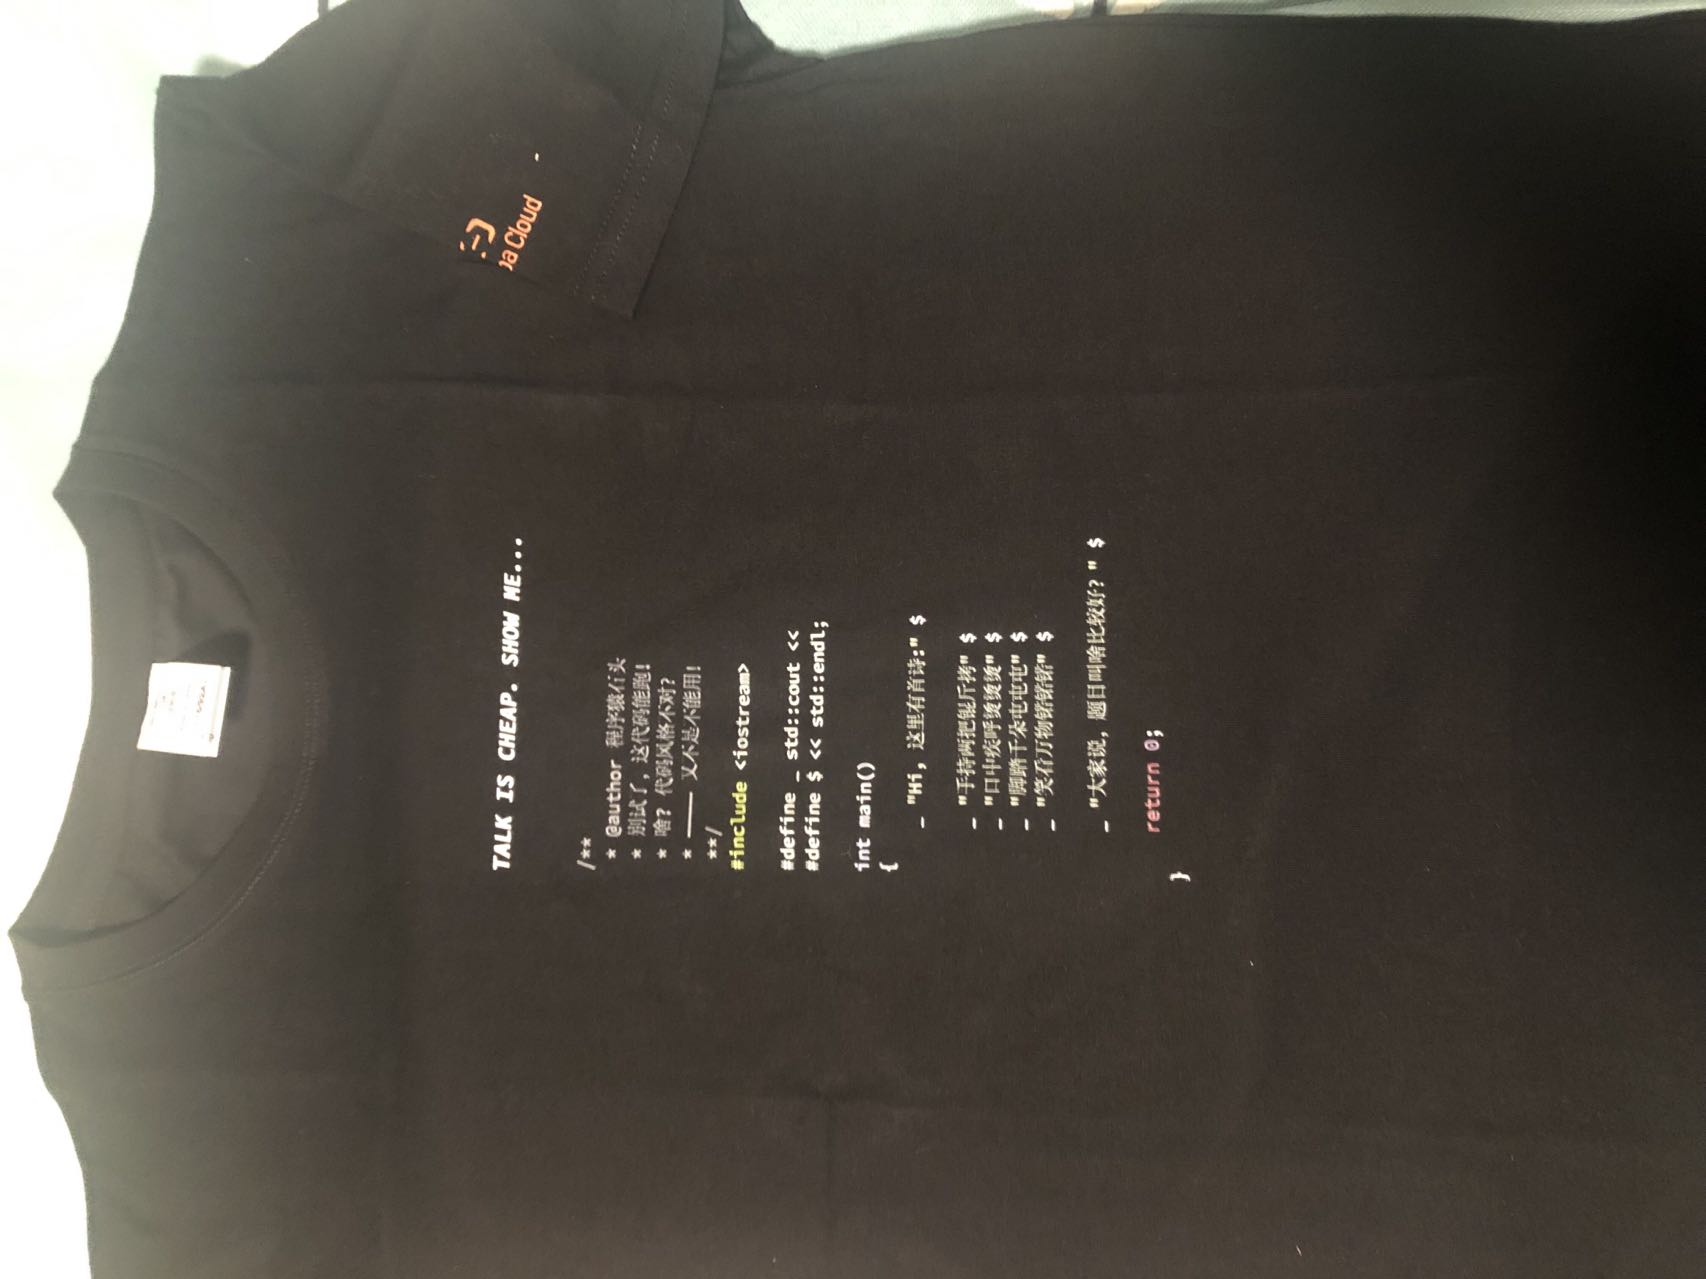 TALK IS CHEAP. SHOW ME...
/**
* @author 程序猿石头
* 别试了，这代码能跑!
* 啥? 代码风格不对?
* —— 又不是不能用!
**/
#include <iostream>
#define _ std::cout <<
#define $ << std::endl;
int main()
{
_ "Hi, 这里有首诗:" $
_ "手持两把锟斤拷" $
_ "口中疾呼烫烫烫" $
_ "脚踏千朵屯屯屯" $
_ "笑看万物锘锘锘" $
_ "大家说, 题目叫啥比较好? " $
return 0;
}
ba Cloud